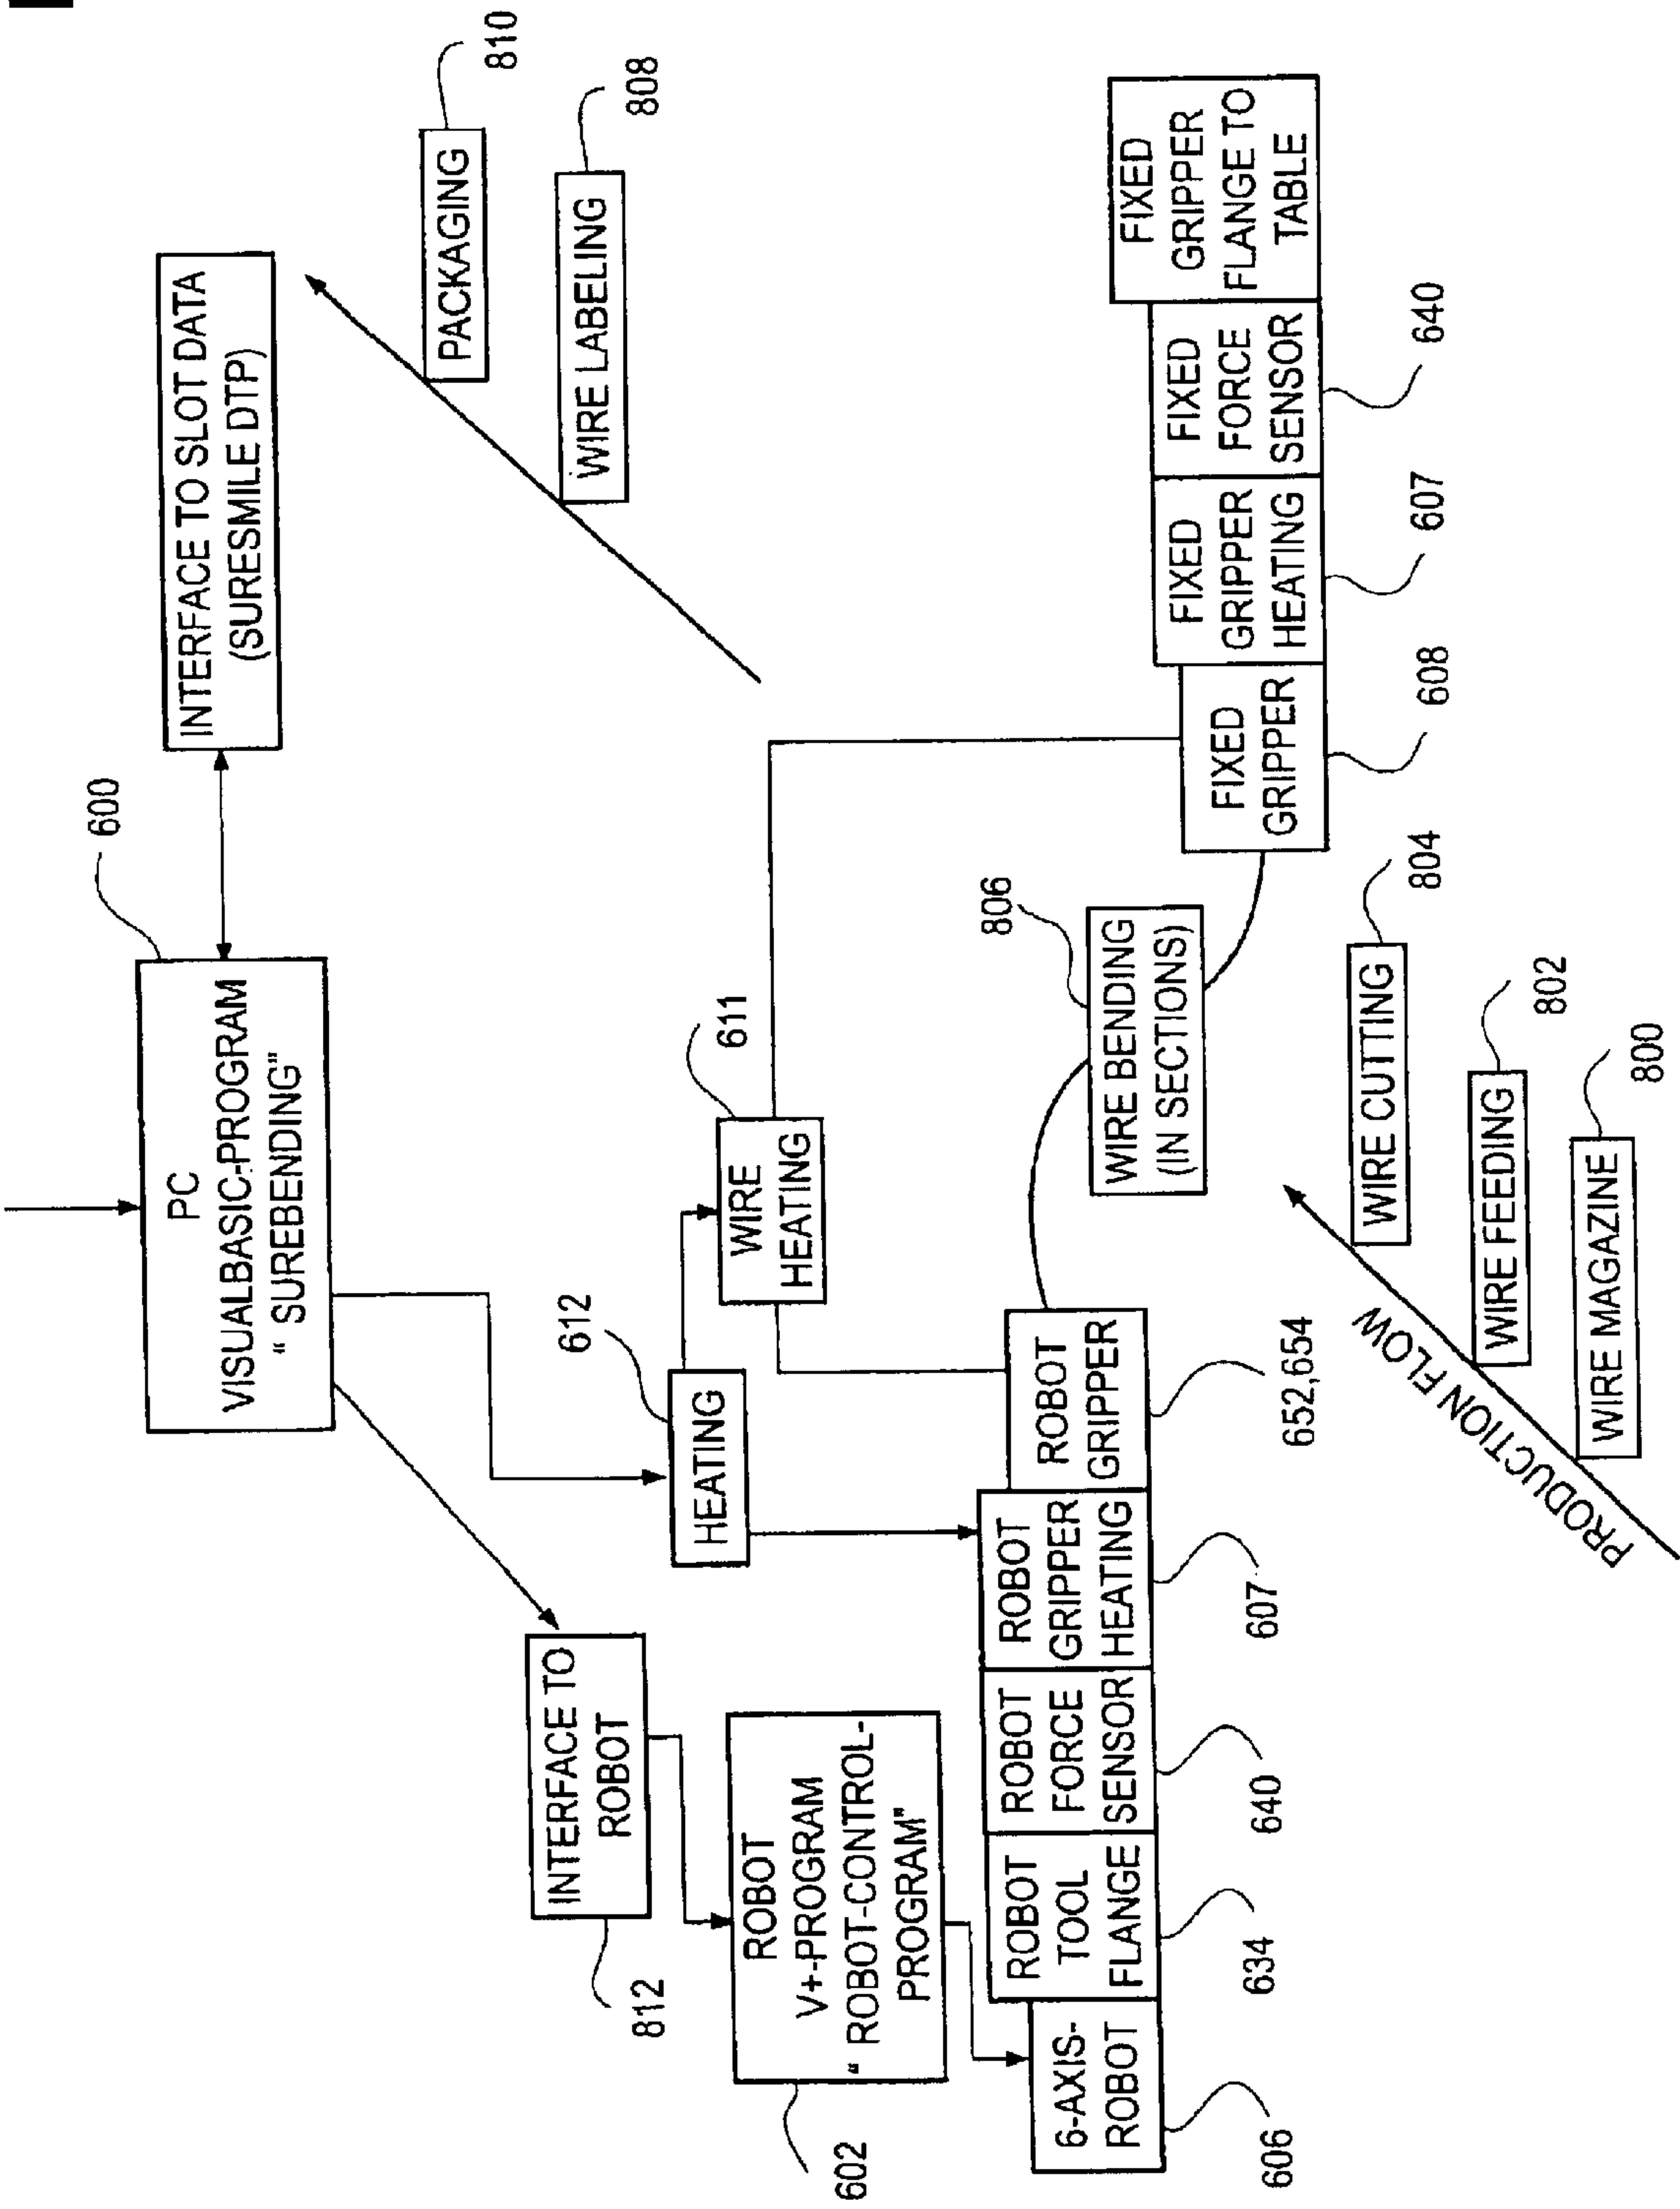 600
PC
VISUALBASIC-PROGRAM
“ SUREBENDING”
INTERFACE TO SLOT DATA
(SURESMILE DTP)
PACKAGING
810
WIRE LABELING
808
812
INTERFACE TO
ROBOT
612
HEATING
611
WIRE
HEATING
602
ROBOT
V+-PROGRAM
“ ROBOT-CONTROL-
PROGRAM”
6-AXIS-
ROBOT
606
ROBOT
TOOL
FLANGE
634
ROBOT
FORCE
SENSOR
640
ROBOT
GRIPPER
HEATING
607
ROBOT
GRIPPER
652,654
806
WIRE BENDING
(IN SECTIONS)
FIXED
GRIPPER
608
FIXED
GRIPPER
HEATING
607
FIXED
FORCE
SENSOR
640
FIXED
GRIPPER
FLANGE TO
TABLE
PRODUCTION FLOW
WIRE CUTTING
804
WIRE FEEDING
802
WIRE MAGAZINE
800